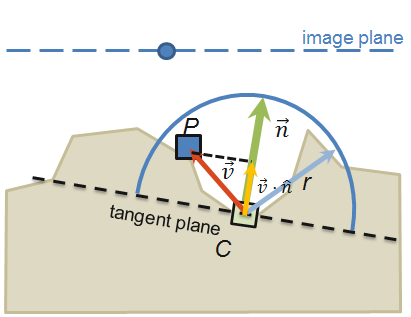 image plane
P
n⃗
v⃗
v⃗ · n̂
r
tangent plane
C